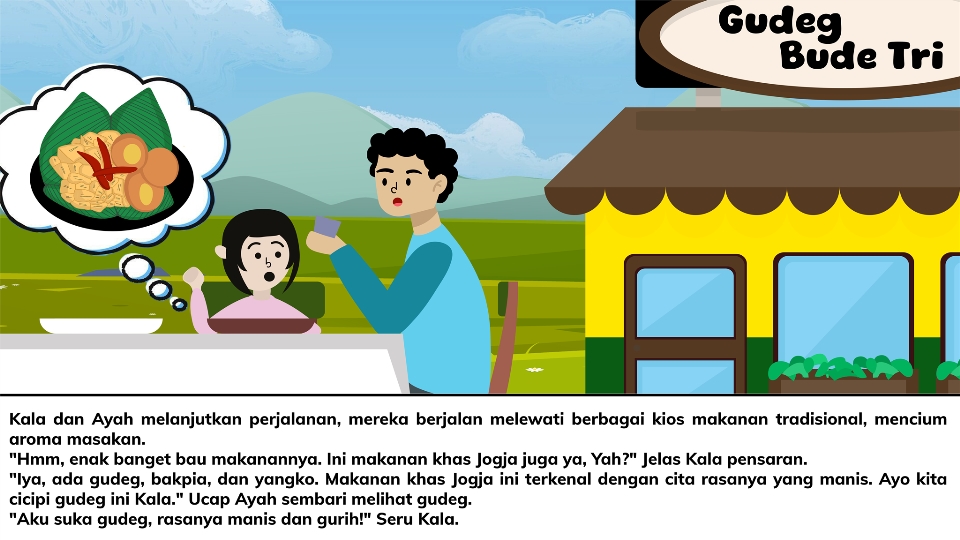 Gudeg
Bude Tri
Kala dan Ayah melanjutkan perjalanan, mereka berjalan melewati berbagai kios makanan tradisional, mencium
aroma masakan.
"Hmm, enak banget bau makanannya. Ini makanan khas Jogja juga ya, Yah?" Jelas Kala pensaran.
"Iya, ada gudeg, bakpia, dan yangko. Makanan khas Jogja ini terkenal dengan cita rasanya yang manis. Ayo kita
cicipi gudeg ini Kala." Ucap Ayah sembari melihat gudeg.
"Aku suka gudeg, rasanya manis dan gurih!" Seru Kala.